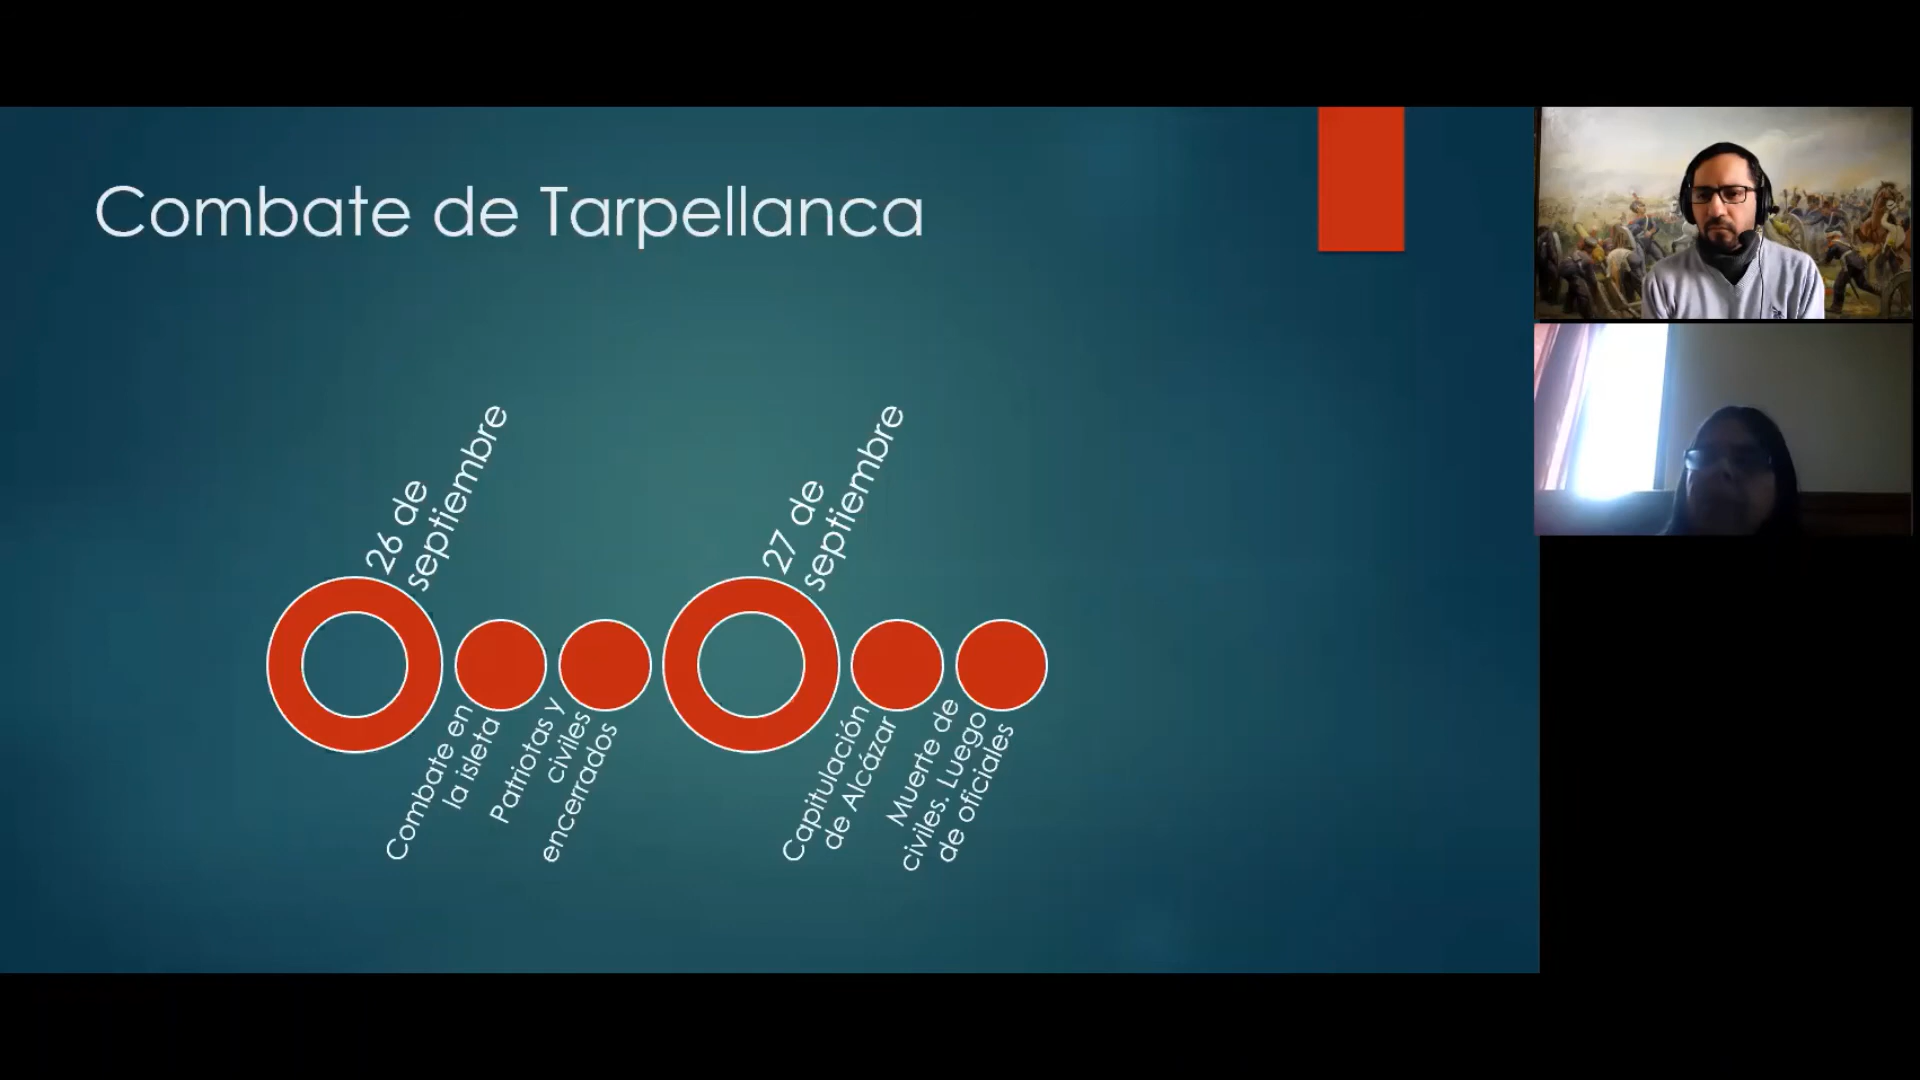 Combate de Tarpellanca
26 de
septiembre
Combate en
la isleta
Patriotas y
civiles
encerrados
27 de
septiembre
Capitulación
de Alcázar
Muerte de
civiles. Luego
de oficiales